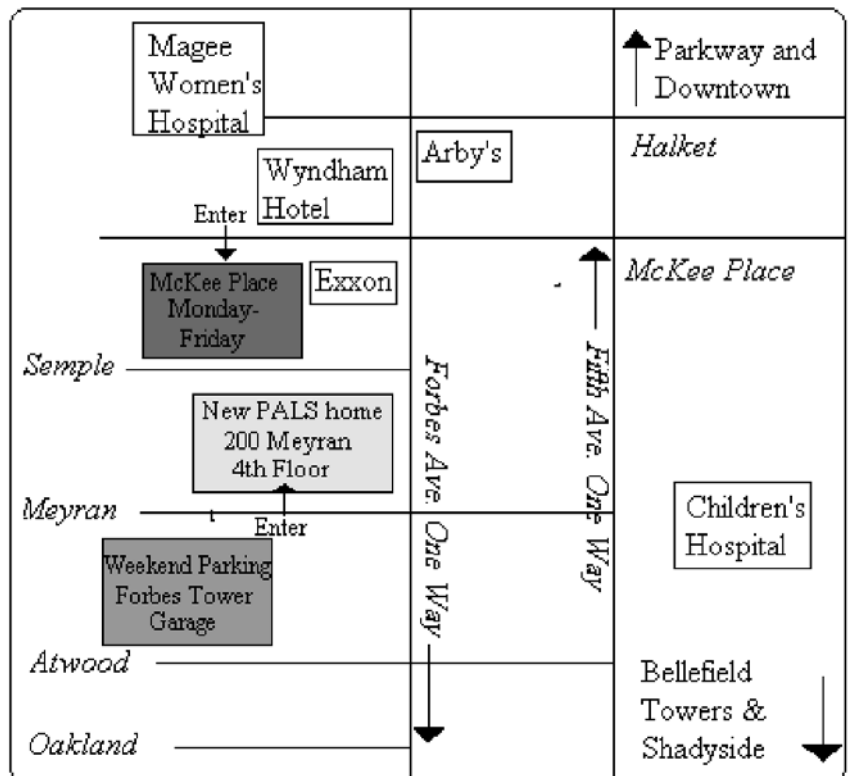 Magee
Women's
Hospital
Parkway and
Downtown
Arby's
Halket
Wyndham
Hotel
Enter
McKee Place
McKee Place
Monday-
Friday
Exxon
Semple
Forbes Ave. One Way
Fifth Ave. One Way
New PALS home
200 Meyran
4th Floor
Meyran
Enter
Children's
Hospital
Weekend Parking
Forbes Tower
Garage
Atwood
Bellefield
Towers &
Shadyside
Oakland